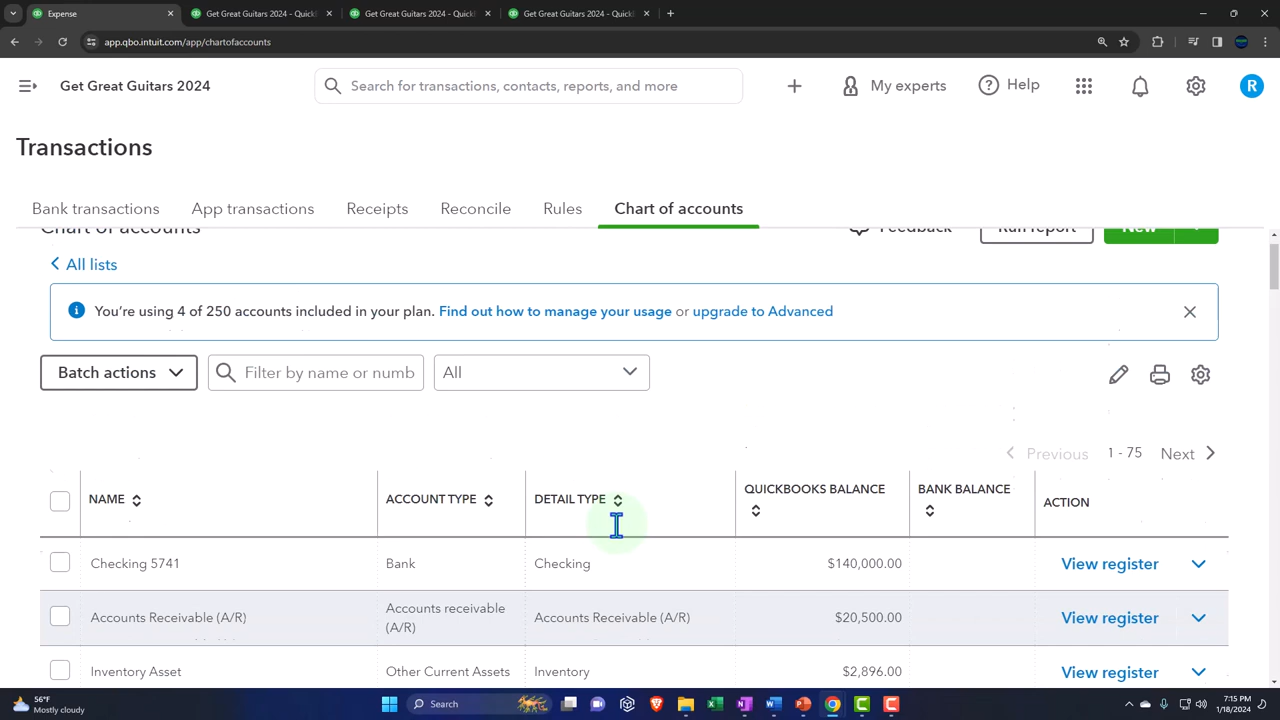 Expense
Get Great Guitars 2024 - Quick
Get Great Guitars 2024 - Quick
Get Great Guitars 2024 - Quick
app.qbo.intuit.com/app/chartofaccounts
Get Great Guitars 2024
Search for transactions, contacts, reports, and more
My experts
Help
R
Transactions
Bank transactions
App transactions
Receipts
Reconcile
Rules
Chart of accounts
Chart of accounts
Feedback
Run report
New
All lists
You're using 4 of 250 accounts included in your plan. Find out how to manage your usage or upgrade to Advanced
Batch actions
Filter by name or numb
All
Previous 1 - 75 Next
NAME ACCOUNT TYPE DETAIL TYPE QUICKBOOKS BALANCE BANK BALANCE ACTION
Checking 5741 Bank Checking $140,000.00 View register
Accounts Receivable (A/R) Accounts receivable (A/R) Accounts Receivable (A/R) $20,500.00 View register
Inventory Asset Other Current Assets Inventory $2,896.00 View register
56°F
Mostly cloudy
Search
7:15 PM
1/18/2024